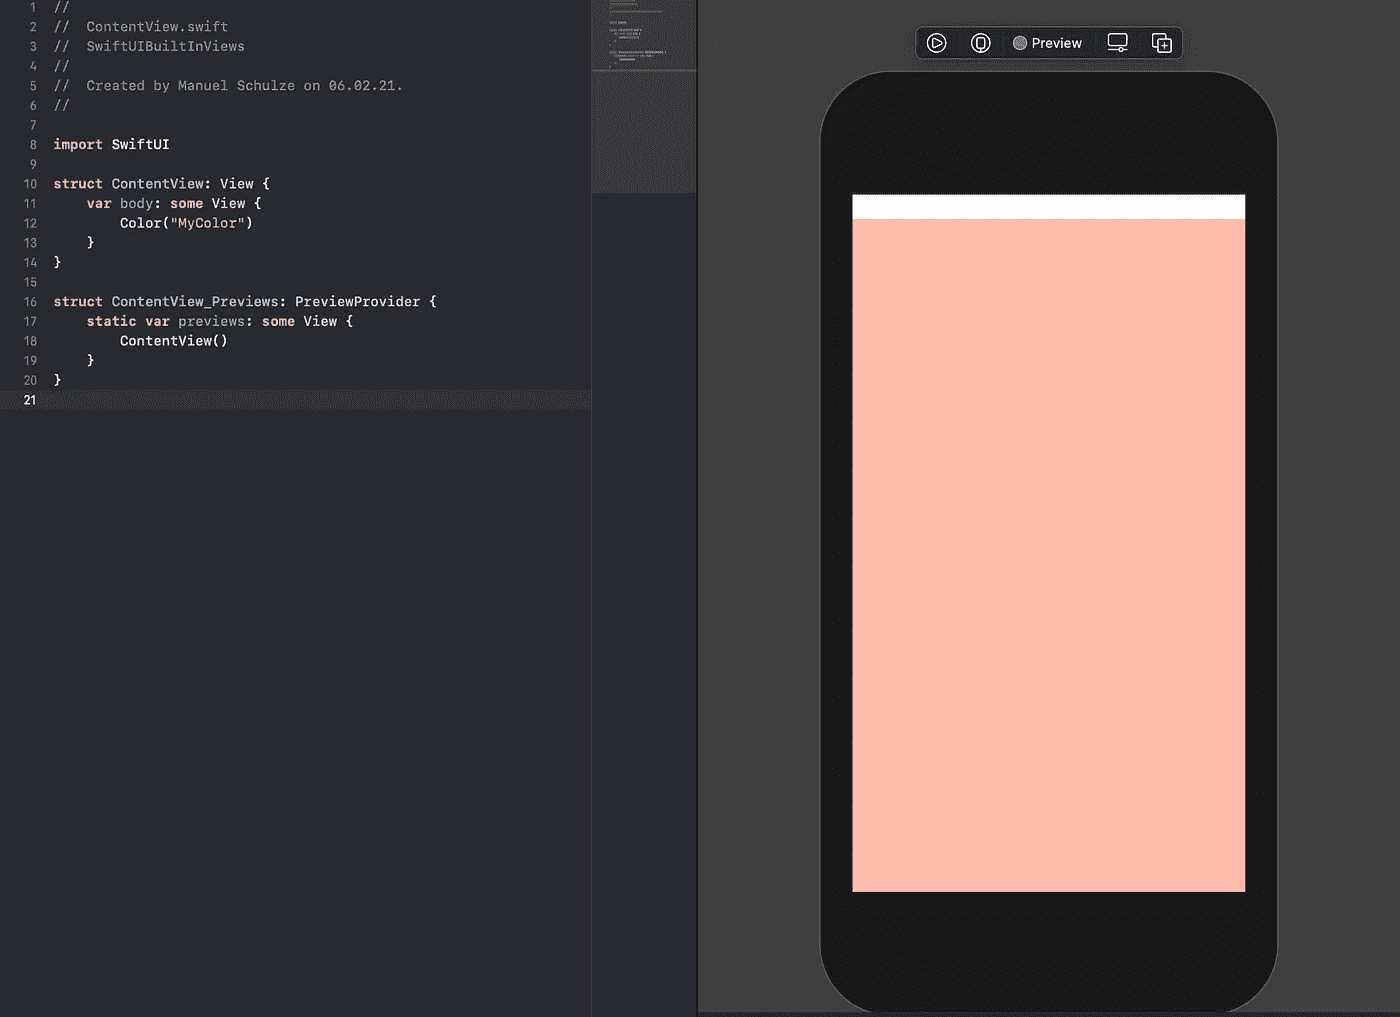 1 //
2 //  ContentView.swift
3 //  SwiftUIBuiltInViews
4 //
5 //  Created by Manuel Schulze on 06.02.21.
6 //
7
8 import SwiftUI
9
10 struct ContentView: View {
11     var body: some View {
12         Color("MyColor")
13     }
14 }
15
16 struct ContentView_Previews: PreviewProvider {
17     static var previews: some View {
18         ContentView()
19     }
20 }
21
Preview